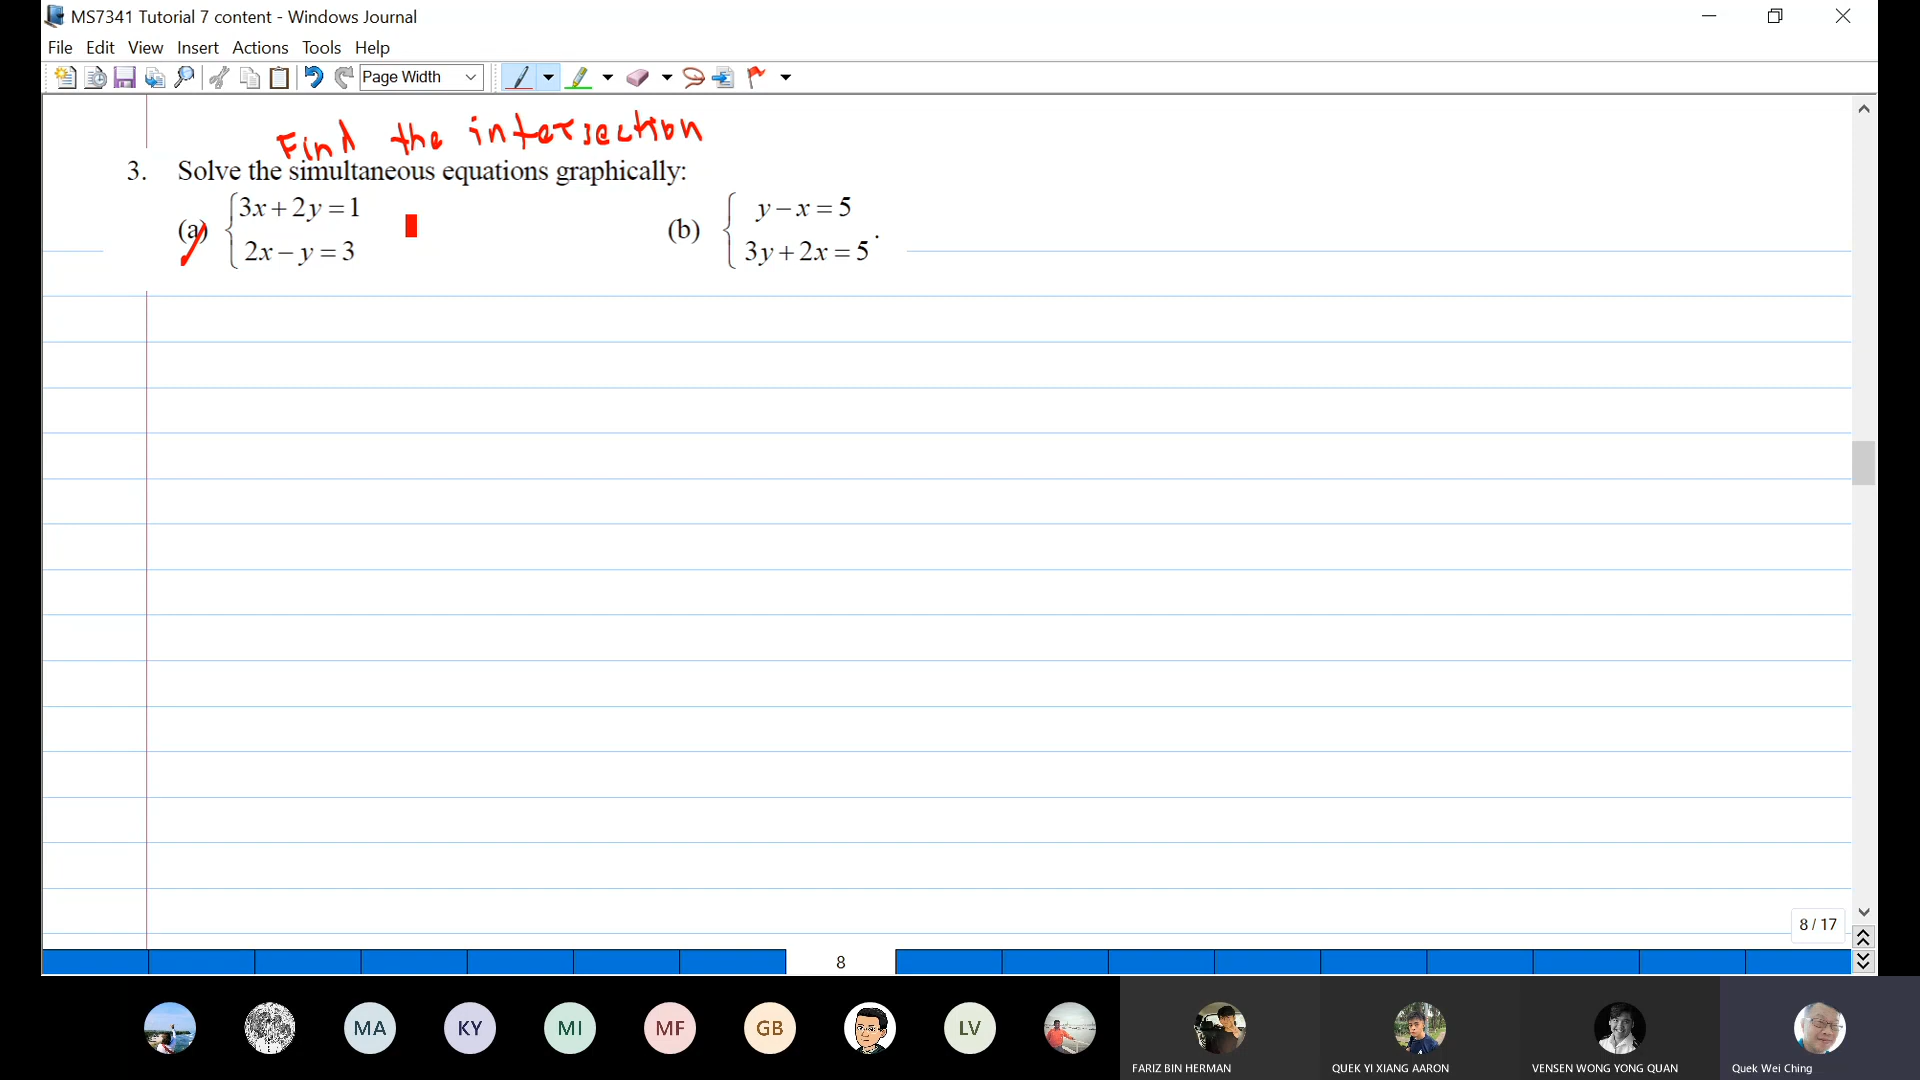 MS7341 Tutorial 7 content - Windows Journal
File Edit View Insert Actions Tools Help
Page Width
Find the intersection
3. Solve the simultaneous equations graphically:
(a) {3x + 2y = 1 (b) {y − x = 5
2x − y = 3 3y + 2x = 5.
8 / 17
8
MA KY MI MF GB LV
FARIZ BIN HERMAN QUEK YI XIANG AARON VENSEN WONG YONG QUAN Quek Wei Ching